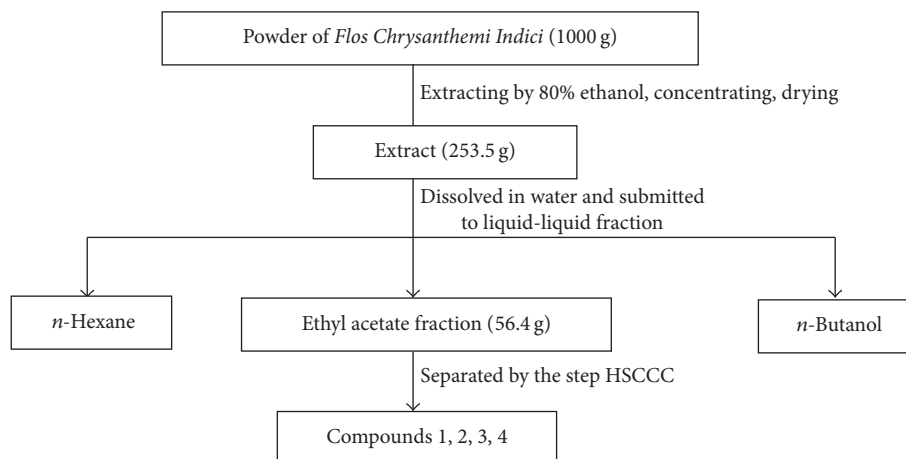 Powder of Flos Chrysanthemi Indici (1000 g)
Extracting by 80% ethanol, concentrating, drying
Extract (253.5 g)
Dissolved in water and submitted
to liquid-liquid fraction
n-Hexane
Ethyl acetate fraction (56.4 g)
n-Butanol
Separated by the step HSCCC
Compounds 1, 2, 3, 4